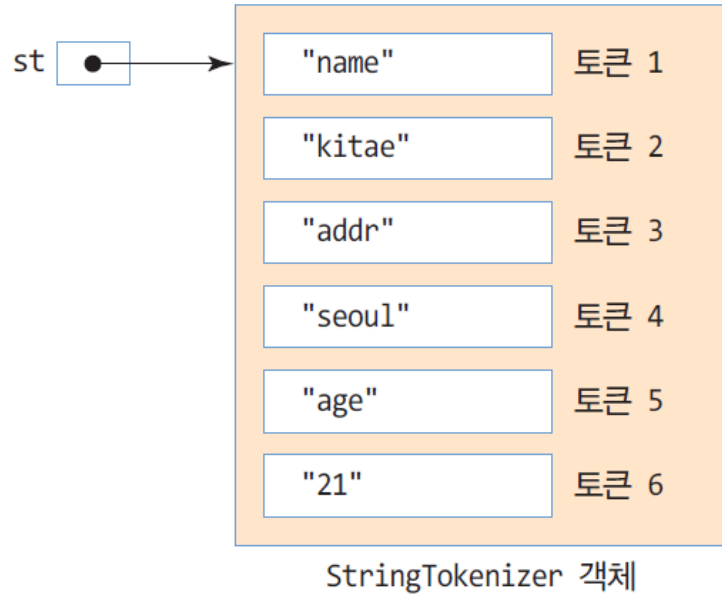 st
"name" 토큰 1
"kitae" 토큰 2
"addr" 토큰 3
"seoul" 토큰 4
"age" 토큰 5
"21" 토큰 6
StringTokenizer 객체